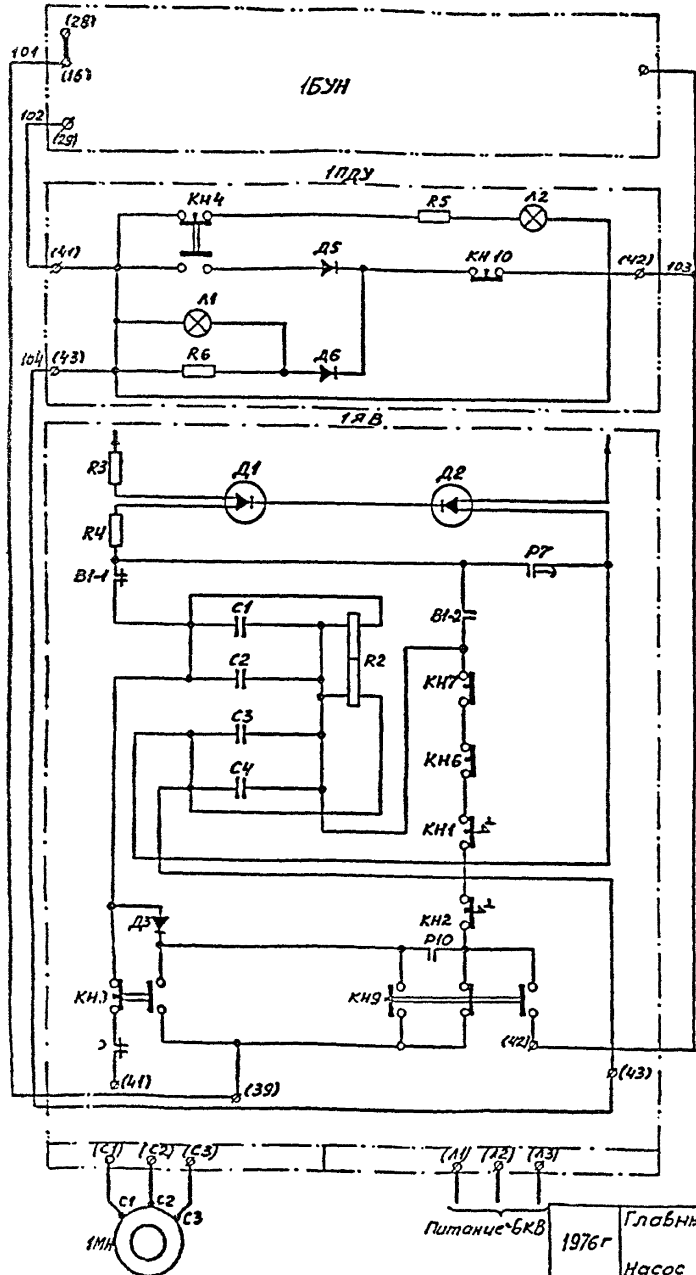 (28)
101
(16)
1БУН
102
(29)
1ПДУ
КН4
R5
Л2
(41)
Д5
КН10
(42)
103
Л1
104
(43)
R6
Д6
1ЯВ
R3
Д1
Д2
R4
Р7
В1-1
С1
В1-2
R2
С2
КН7
С3
КН6
С4
КН1
КН2
Д3
Р10
КН3
КН9
(42)
(41)
(39)
(43)
(С1)
(С2)
(С3)
(Л1)
(Л2)
(Л3)
С1
С2
С3
1МН
Питание БКВ
1976г
Насос